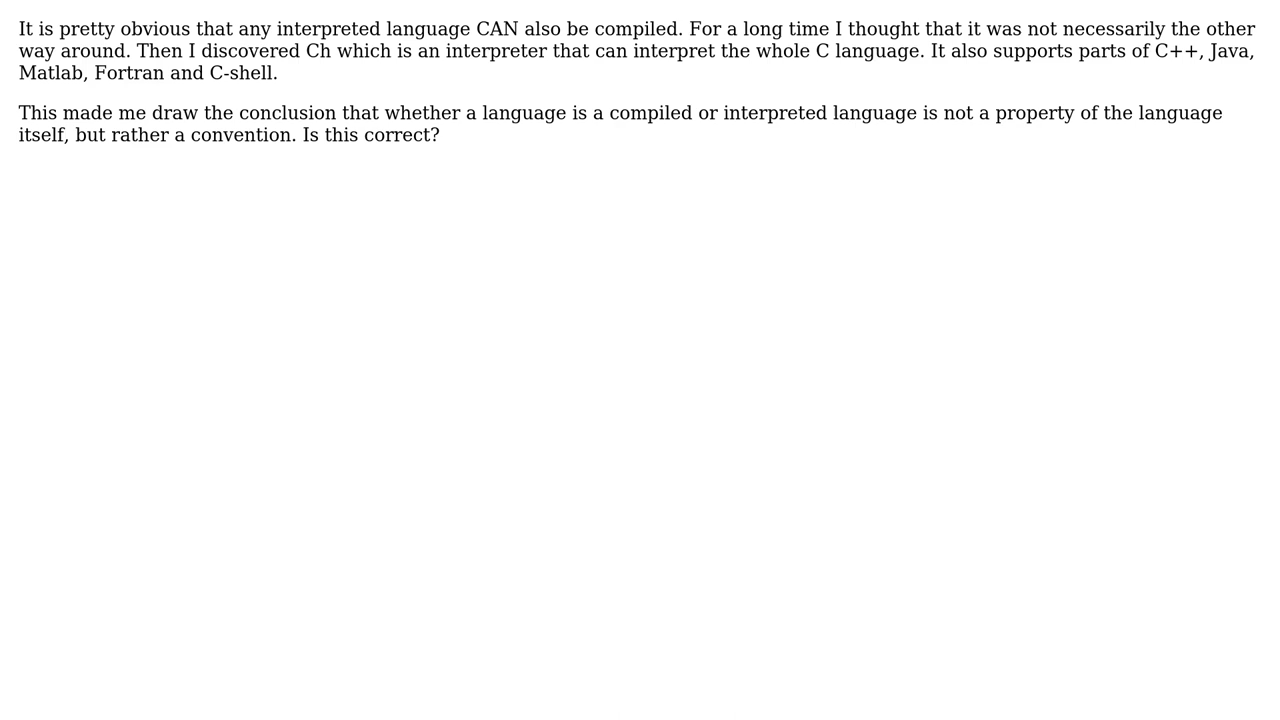 It is pretty obvious that any interpreted language CAN also be compiled. For a long time I thought that it was not necessarily the other
way around. Then I discovered Ch which is an interpreter that can interpret the whole C language. It also supports parts of C++, Java,
Matlab, Fortran and C-shell.
This made me draw the conclusion that whether a language is a compiled or interpreted language is not a property of the language
itself, but rather a convention. Is this correct?